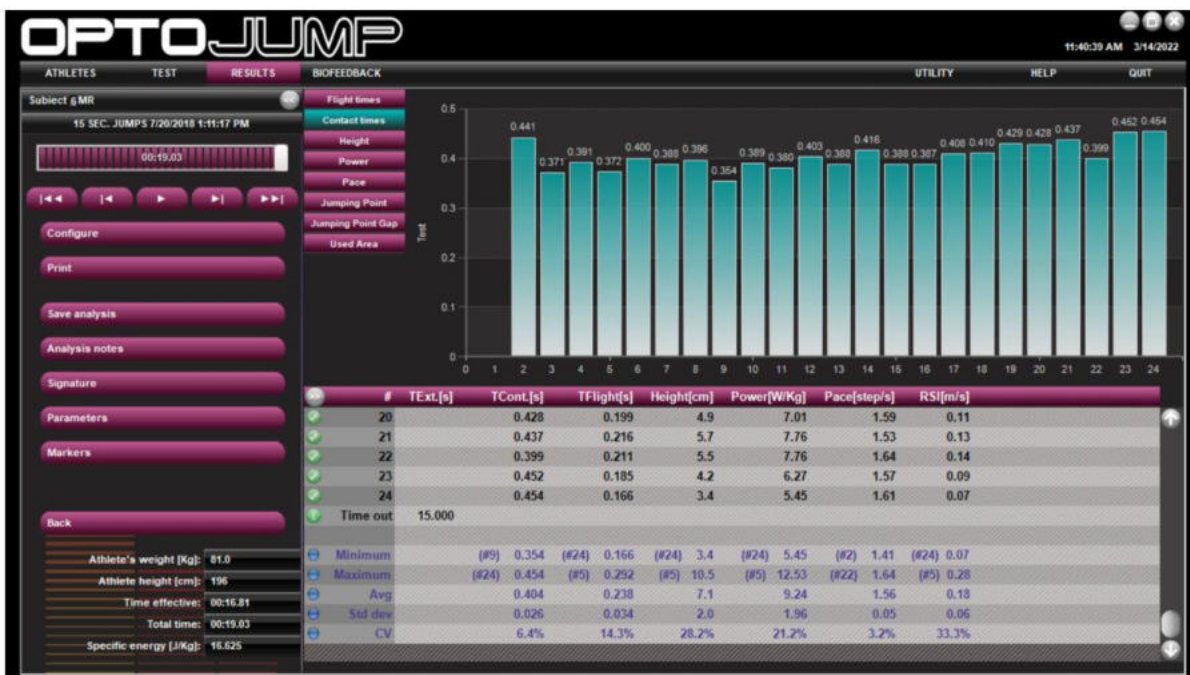 OPTOJUMP
11:40:39 AM 3/14/2022
ATHLETES TEST RESULTS BIOFEEDBACK UTILITY HELP QUIT
Subject 6 MR
15 SEC. JUMPS 7/20/2018 1:11:17 PM
00:19.03
Configure
Print
Save analysis
Analysis notes
Signature
Parameters
Markers
Back
Athlete's weight [Kg]: 81.0
Athlete height [cm]: 196
Time effective: 00:16.81
Total time: 00:19.03
Specific energy [J/Kg]: 16.625
Flight times
Contact times
Height
Power
Pace
Jumping Point
Jumping Point Gap
Used Area
Test
0.5
0.4
0.3
0.2
0.1
0
0.441 0.371 0.391 0.372 0.400 0.388 0.396 0.354 0.389 0.380 0.403 0.388 0.416 0.388 0.387 0.408 0.410 0.429 0.428 0.437 0.399 0.452 0.454
0 1 2 3 4 5 6 7 8 9 10 11 12 13 14 15 16 17 18 19 20 21 22 23 24
# TExt.[s] TCont.[s] TFlight[s] Height[cm] Power[W/Kg] Pace[step/s] RSI[m/s]
20 0.428 0.199 4.9 7.01 1.59 0.11
21 0.437 0.216 5.7 7.76 1.53 0.13
22 0.399 0.211 5.5 7.76 1.64 0.14
23 0.452 0.185 4.2 6.27 1.57 0.09
24 0.454 0.166 3.4 5.45 1.61 0.07
Time out 15.000
Minimum (#9) 0.354 (#24) 0.166 (#24) 3.4 (#24) 5.45 (#2) 1.41 (#24) 0.07
Maximum (#24) 0.454 (#5) 0.292 (#5) 10.5 (#5) 12.53 (#22) 1.64 (#5) 0.28
Avg 0.404 0.238 7.1 9.24 1.56 0.18
Std dev 0.026 0.034 2.0 1.96 0.05 0.06
CV 6.4% 14.3% 28.2% 21.2% 3.2% 33.3%